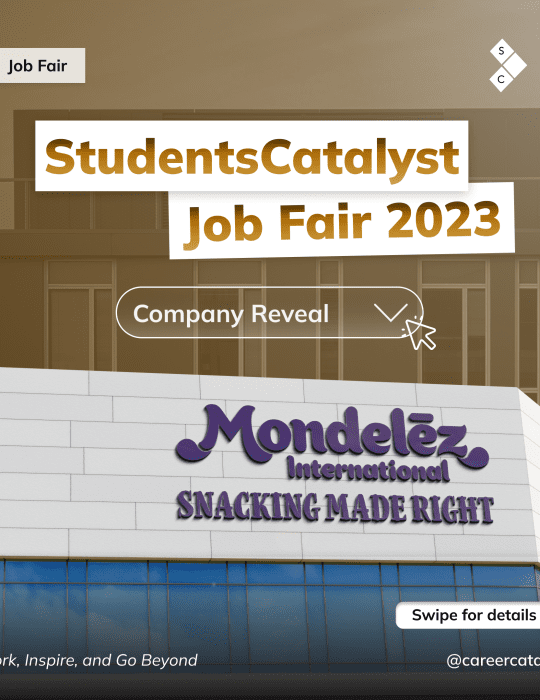 Job Fair
S
C
StudentsCatalyst
Job Fair 2023
Company Reveal
Mondelēz
International
SNACKING MADE RIGHT
Swipe for details
Inspire, and Go Beyond